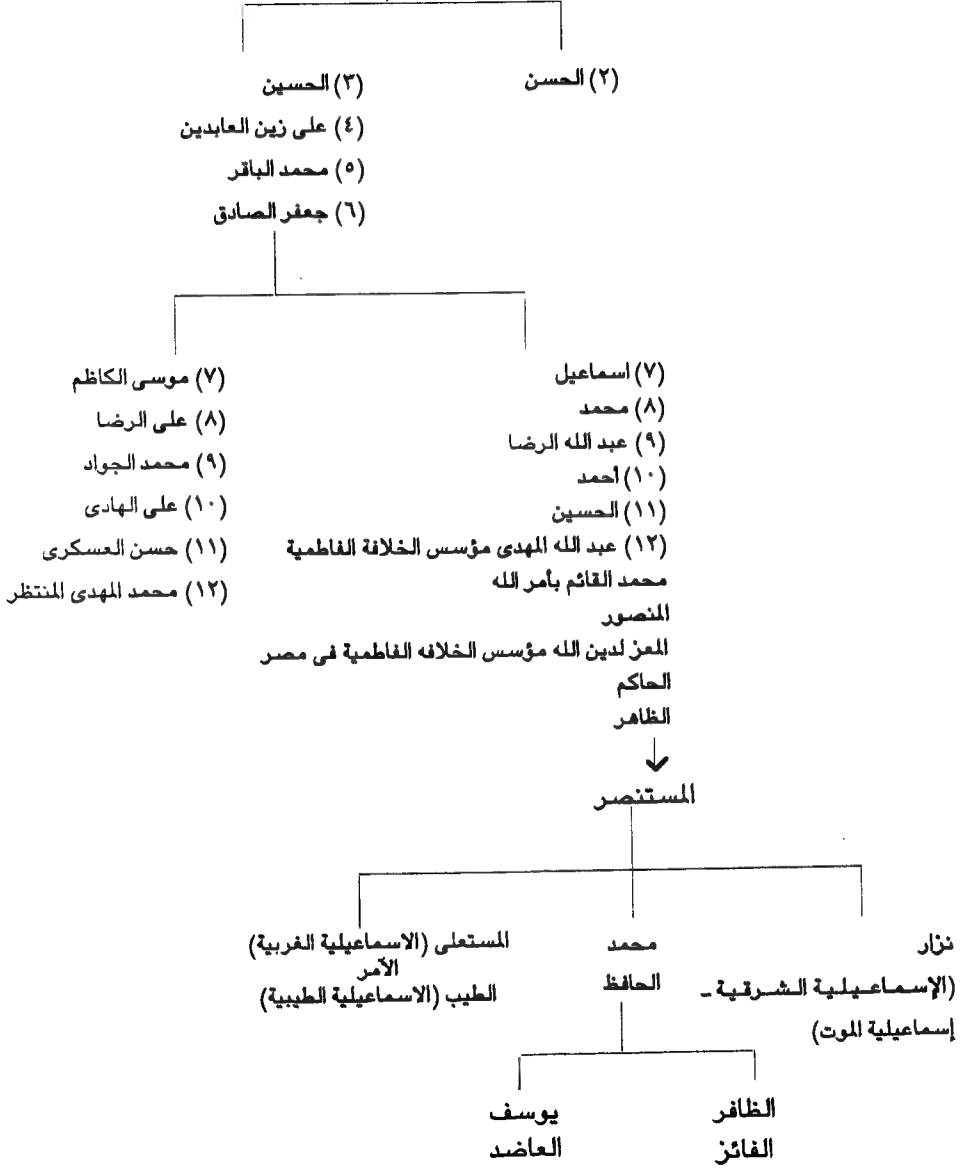 (٢) الحسن
(٣) الحسين
(٤) على زين العابدين
(٥) محمد الباقر
(٦) جعفر الصادق
(٧) اسماعيل
(٨) محمد
(٩) عبد الله الرضا
(١٠) أحمد
(١١) الحسين
(١٢) عبد الله المهدى مؤسس الخلافة الفاطمية
محمد القائم بأمر الله
المنصور
المعز لدين الله مؤسس الخلافه الفاطمية فى مصر
الحاكم
الظاهر
المستنصر
(٧) موسى الكاظم
(٨) على الرضا
(٩) محمد الجواد
(١٠) على الهادى
(١١) حسن العسكرى
(١٢) محمد المهدى المنتظر
نزار
(الإسماعيلية الشرقية ـ
إسماعيلية الموت)
محمد
الحافظ
المستعلى (الاسماعيلية الغربية)
الآمر
الطيب (الاسماعيلية الطيبية)
الظافر
الفائز
يوسف
العاضد